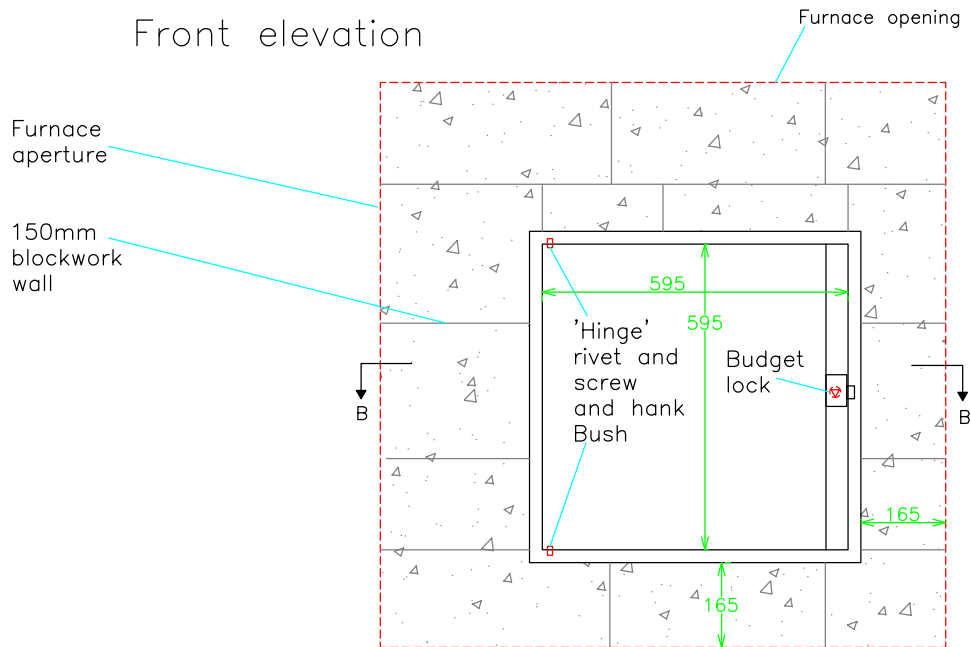 Front elevation
Furnace opening
Furnace
aperture
150mm
blockwork
wall
595
595
'Hinge'
rivet and
screw
and hank
Bush
Budget
lock
B
B
165
165